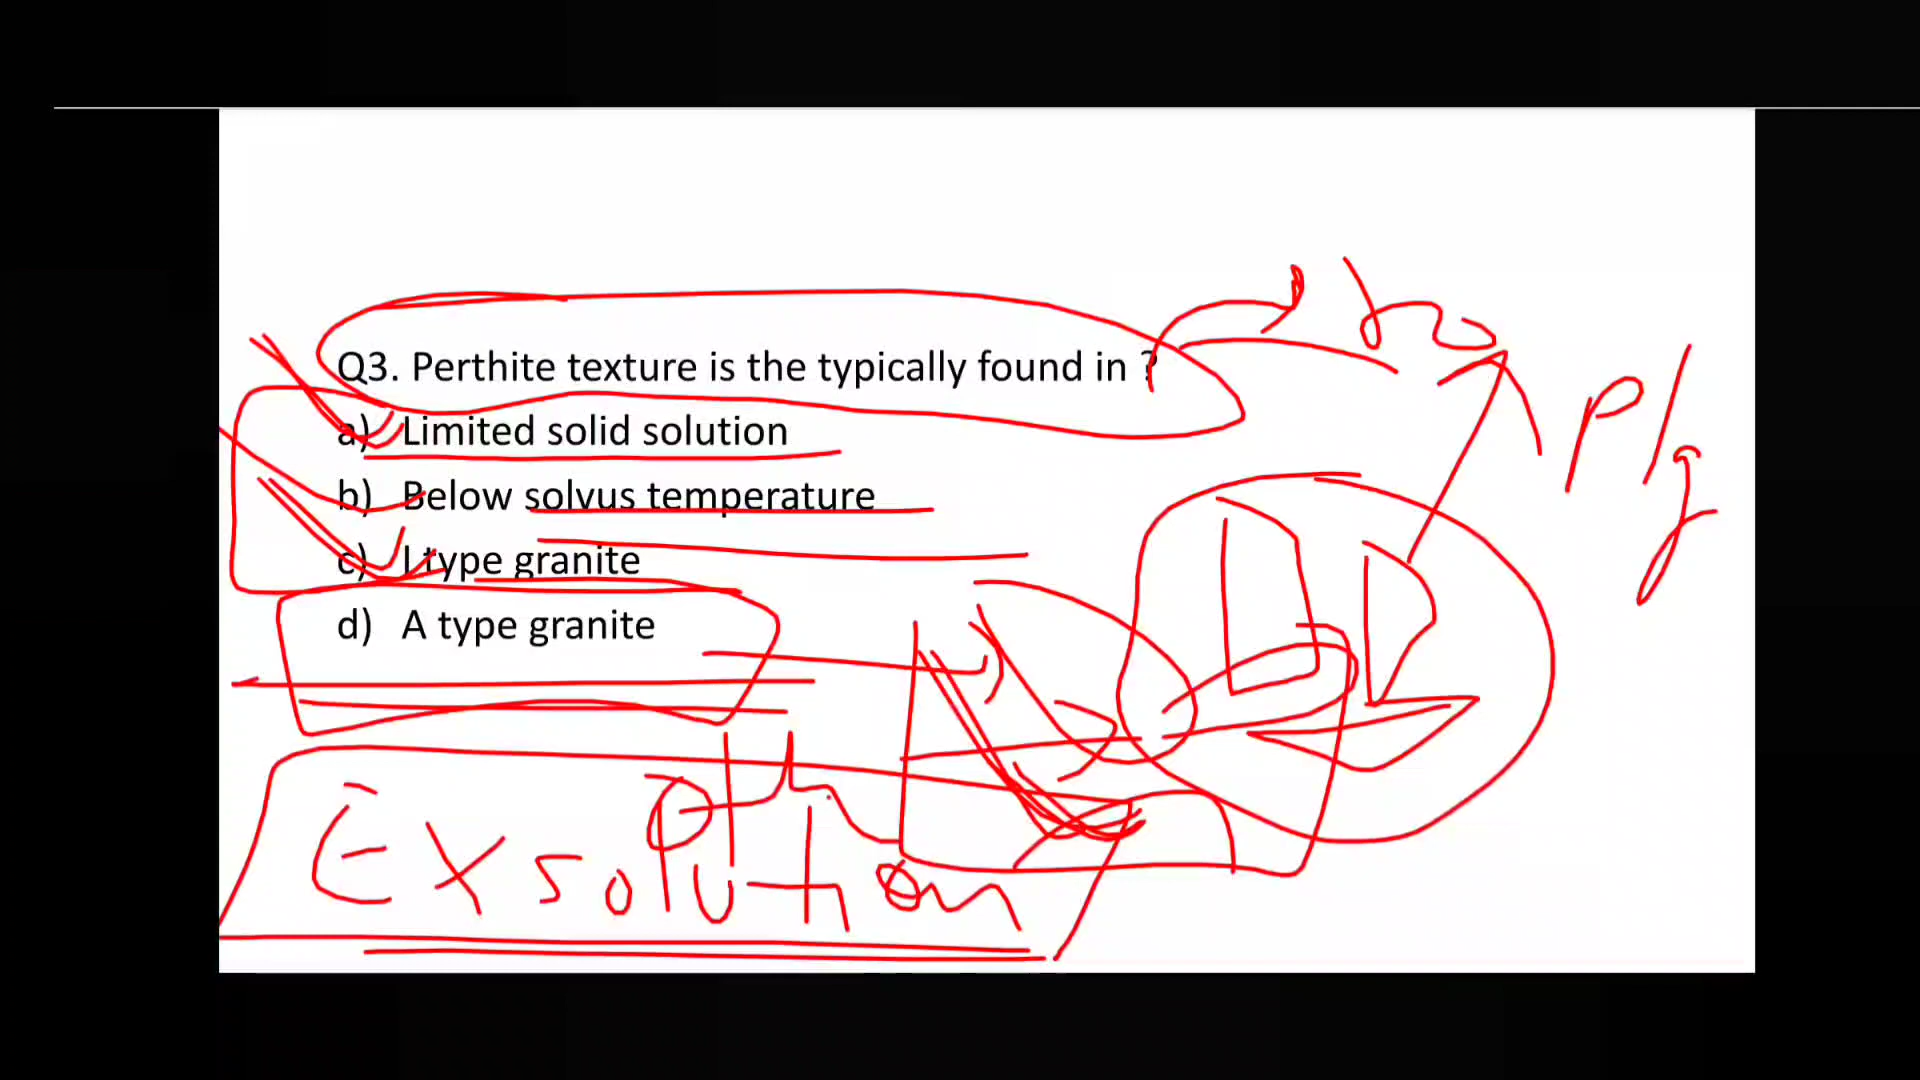 Q3. Perthite texture is the typically found in ?
a) Limited solid solution
b) Below solvus temperature
c) I type granite
d) A type granite
Plg
Exsolution